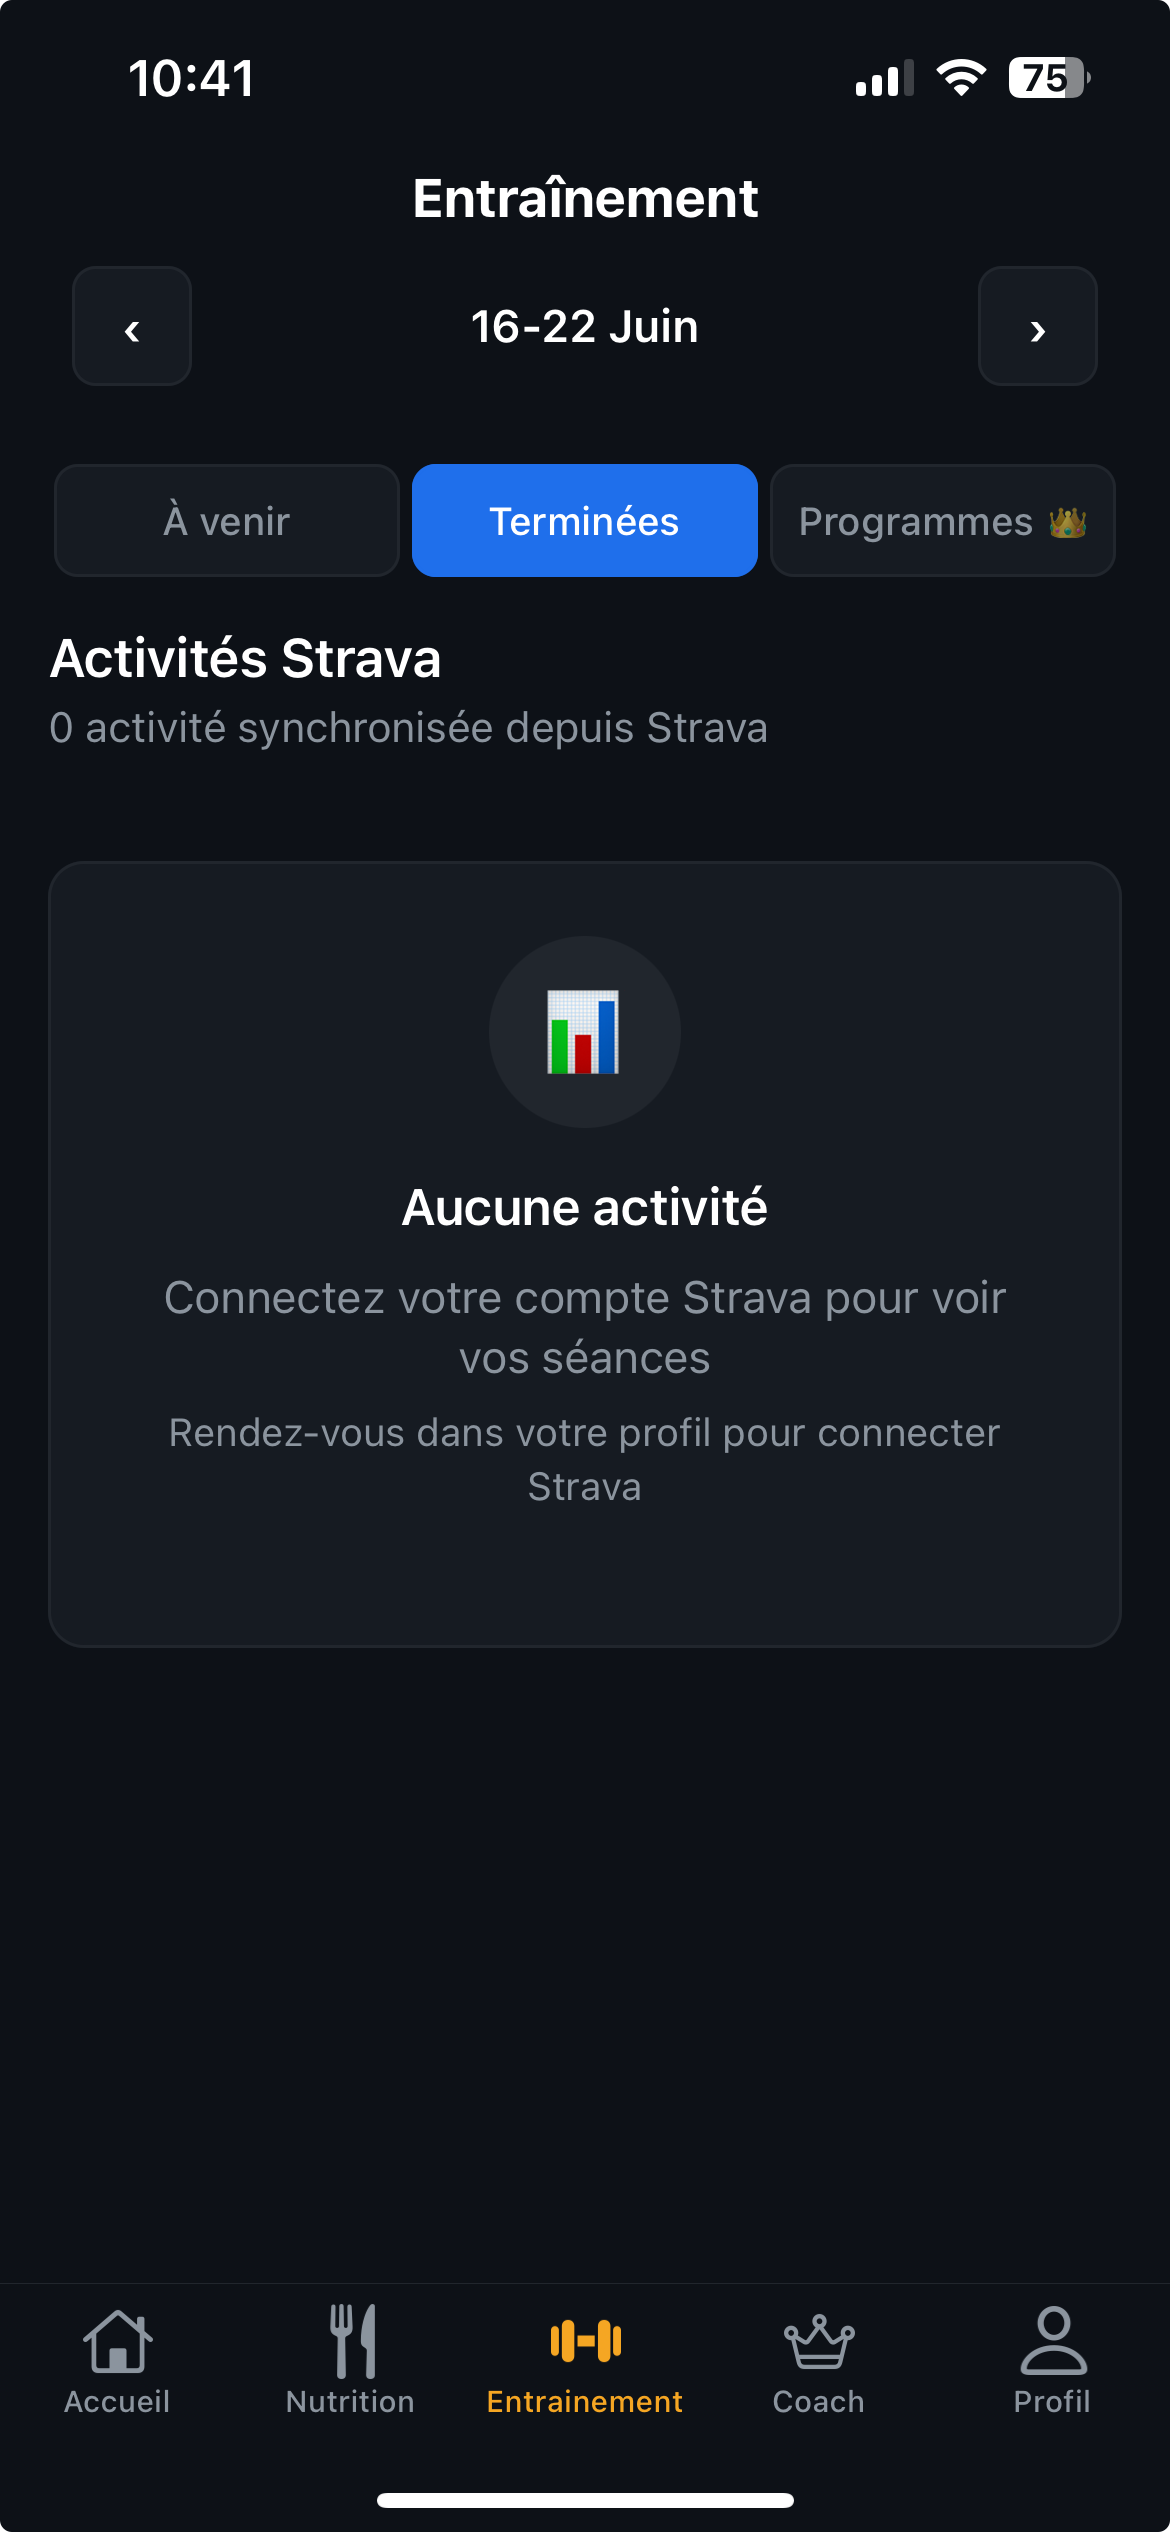 10:41
75
Entraînement
‹
16-22 Juin
›
À venir
Terminées
Programmes
Activités Strava
0 activité synchronisée depuis Strava
Aucune activité
Connectez votre compte Strava pour voir
vos séances
Rendez-vous dans votre profil pour connecter
Strava
Accueil
Nutrition
Entrainement
Coach
Profil